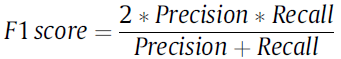 F1 score = 2 * Precision * Recall / Precision + Recall